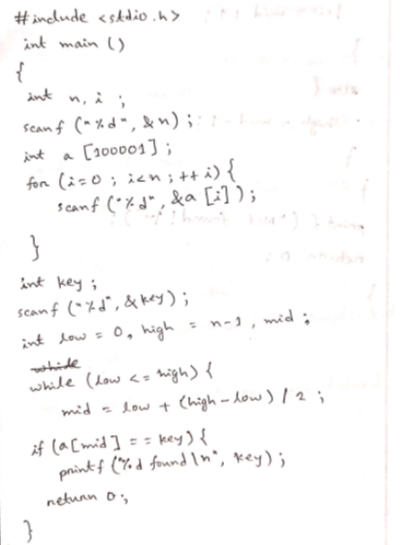 #include <stdio.h>
int main ()
{
int n, i ;
scanf ("%d", &n) ;
int a [100001] ;
for (i=0 ; i<n ; ++i) {
scanf ("%d", &a [i]) ;
}
int key ;
scanf ("%d", &key) ;
int low = 0, high = n-1, mid ;
while
while (low <= high) {
mid = low + (high - low) / 2 ;
if (a[mid] == key) {
printf ("%d found\n", key) ;
return 0 ;
}